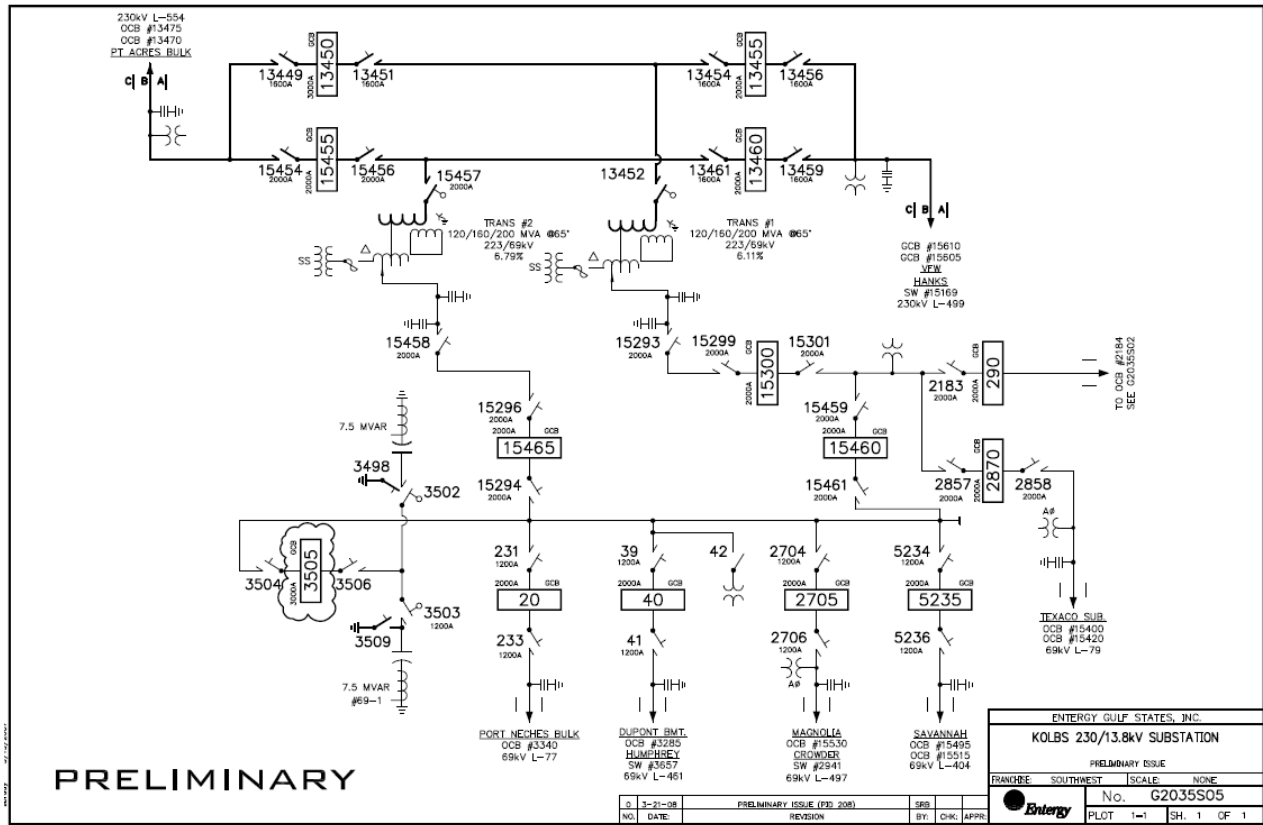 230kV L-554
OCB #13475
OCB #13470
PT ACRES BULK
C B A
13449
1600A
3000A
GCB
13450
13451
1600A
13454
1600A
2000A
GCB
13455
13456
1600A
15454
2000A
2000A
GCB
15455
15456
2000A
15457
2000A
13452
13461
1600A
2000A
GCB
13460
13459
1600A
C B A
GCB #15610
GCB #15605
VFW
HANKS
SW #15169
230kV L-499
TRANS #2
120/160/200 MVA @65°
223/69kV
6.79%
SS
TRANS #1
120/160/200 MVA @65°
223/69kV
6.11%
SS
15458
2000A
15293
2000A
15299
2000A
2000A
GCB
15300
15301
2000A
2183
2000A
2000A
GCB
290
TO OCB #2184
SEE G2035S02
7.5 MVAR
15296
2000A
2000A GCB
15465
15294
2000A
15459
2000A
2000A GCB
15460
15461
2000A
2857
2000A
2000A
GCB
2870
2858
2000A
AØ
3498
3502
3504
3000A
GCB
3505
3506
3503
1200A
3509
7.5 MVAR
#69-1
231
1200A
2000A GCB
20
233
1200A
39
1200A
2000A GCB
40
41
1200A
42
2704
1200A
2000A GCB
2705
2706
1200A
AØ
5234
1200A
2000A GCB
5235
5236
1200A
TEXACO SUB.
OCB #15400
OCB #15420
69kV L-79
PORT NECHES BULK
OCB #3340
69kV L-77
DUPONT BMT.
OCB #3285
HUMPHREY
SW #3657
69kV L-461
MAGNOLIA
OCB #15530
CROWDER
SW #2941
69kV L-497
SAVANNAH
OCB #15495
OCB #15515
69kV L-404
PRELIMINARY
0 3-21-08 PRELIMINARY ISSUE (PID 208) SRB
NO. DATE: REVISION BY: CHK: APPR:
ENTERGY GULF STATES, INC.
KOLBS 230/13.8kV SUBSTATION
PRELIMINARY ISSUE
FRANCHISE: SOUTHWEST SCALE: NONE
Entergy
No. G2035S05
PLOT 1=1 SH. 1 OF 1